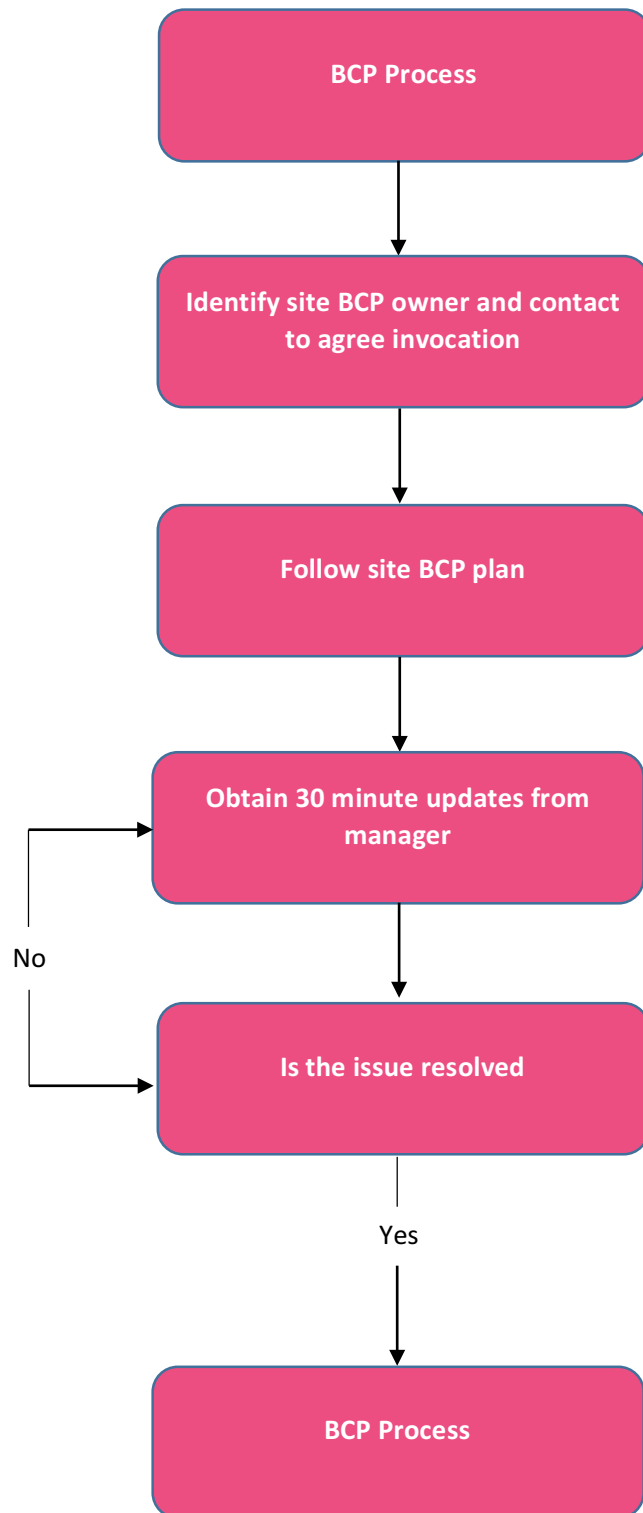 BCP Process
Identify site BCP owner and contact
to agree invocation
Follow site BCP plan
Obtain 30 minute updates from
manager
No
Is the issue resolved
Yes
BCP Process